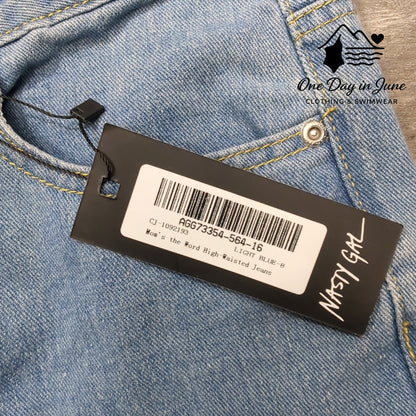 One Day in June
CLOTHING & SWIMWEAR
AGG73354-564-16
CJ-1092193
LIGHT BLUE-0
Mom's the Word High-Waisted Jeans
NASTY GAL